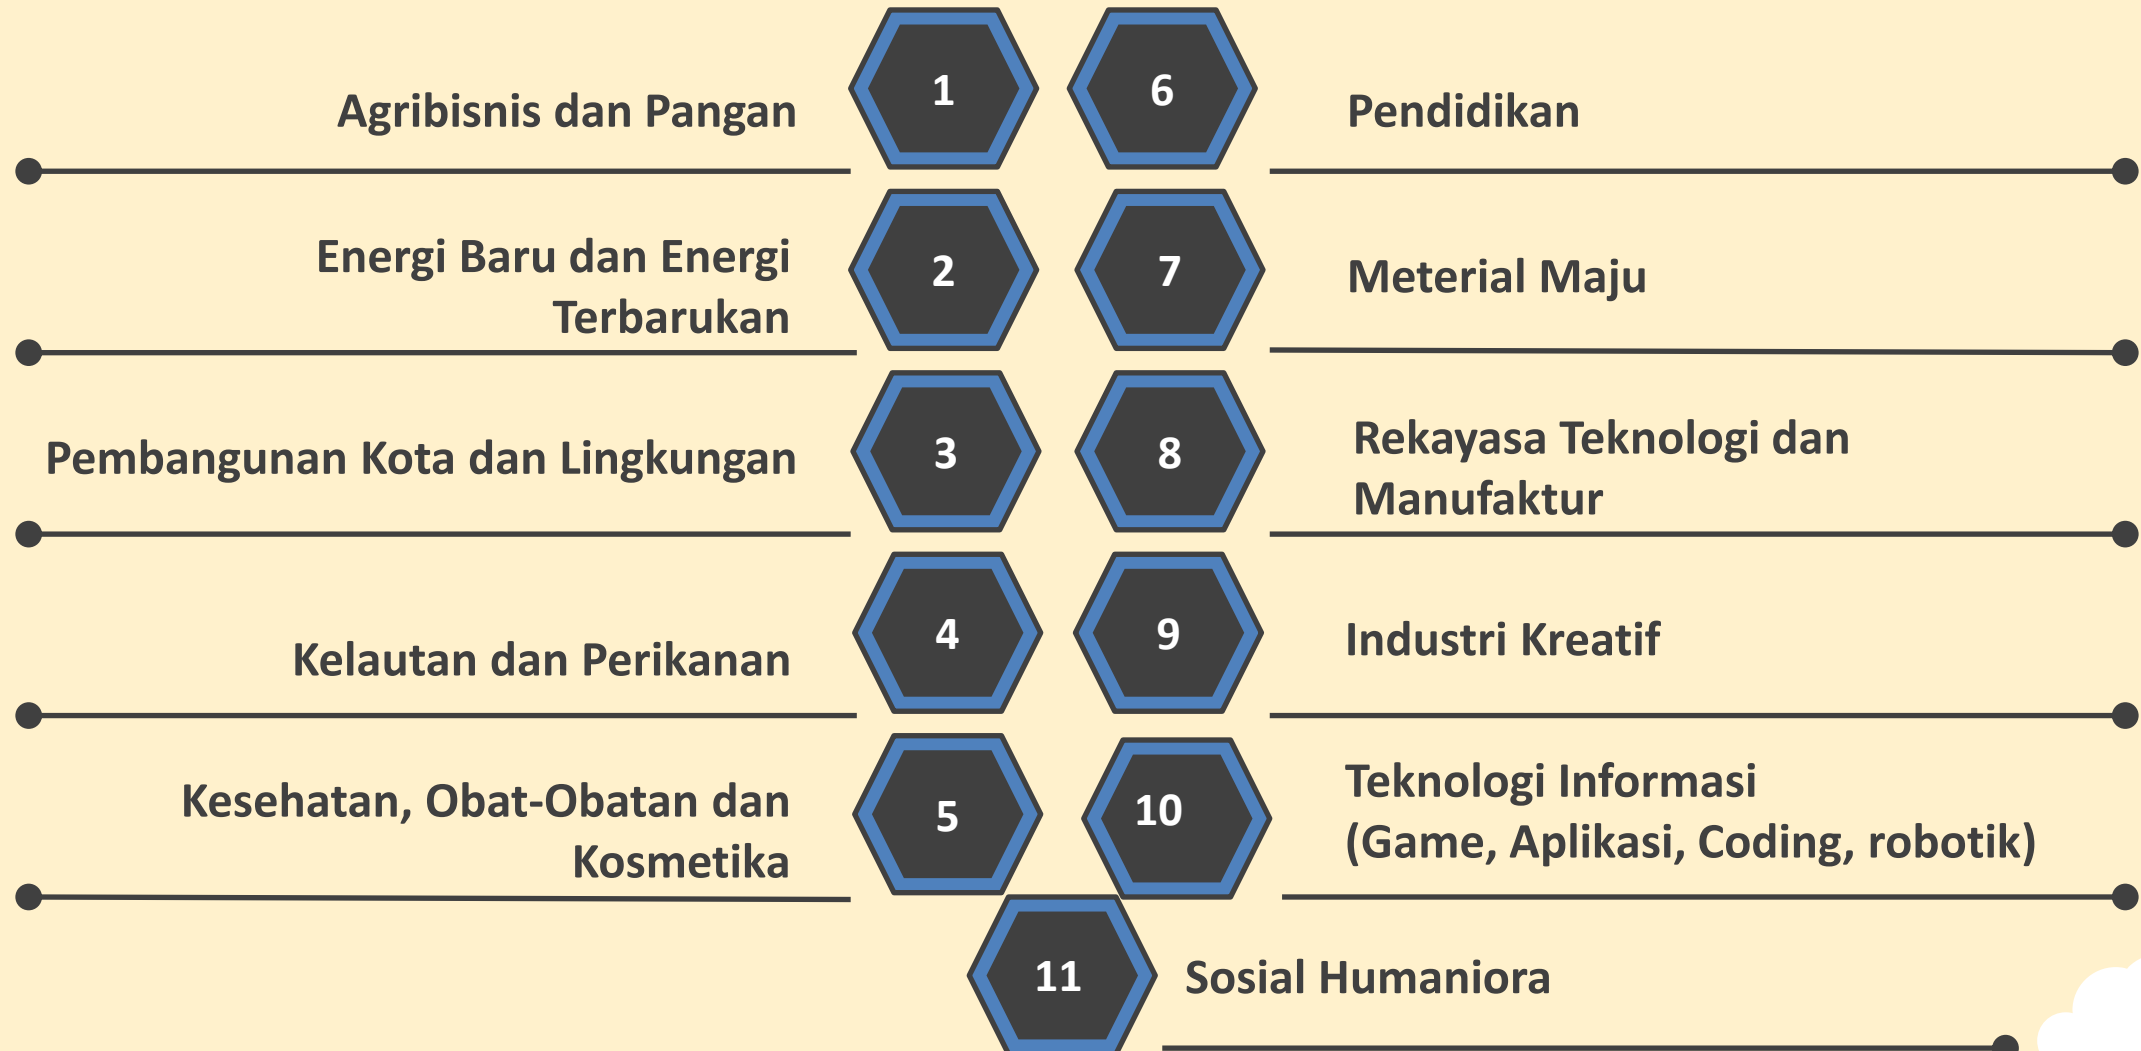 1
Agribisnis dan Pangan
2
Energi Baru dan Energi
Terbarukan
3
Pembangunan Kota dan Lingkungan
4
Kelautan dan Perikanan
5
Kesehatan, Obat-Obatan dan
Kosmetika
6
Pendidikan
7
Meterial Maju
8
Rekayasa Teknologi dan
Manufaktur
9
Industri Kreatif
10
Teknologi Informasi
(Game, Aplikasi, Coding, robotik)
11
Sosial Humaniora